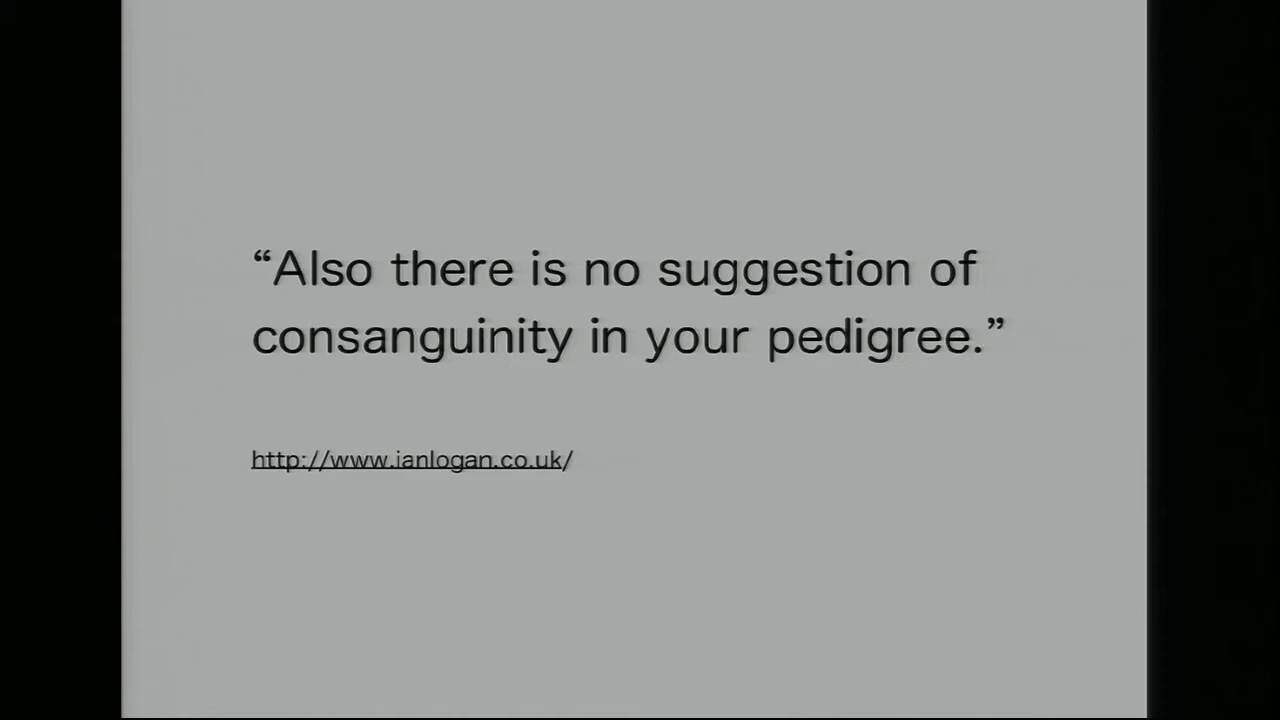 “Also there is no suggestion of
consanguinity in your pedigree.”
http://www.ianlogan.co.uk/